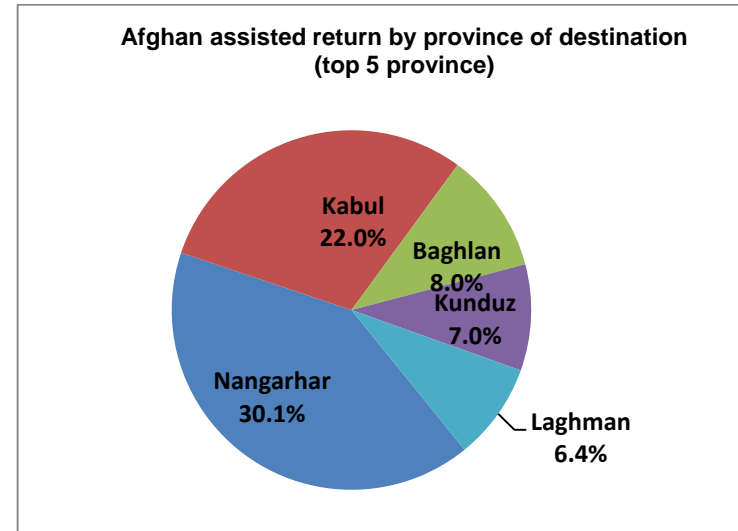 Afghan assisted return by province of destination
(top 5 province)
Kabul
22.0%
Baghlan
8.0%
Kunduz
7.0%
Nangarhar
30.1%
Laghman
6.4%